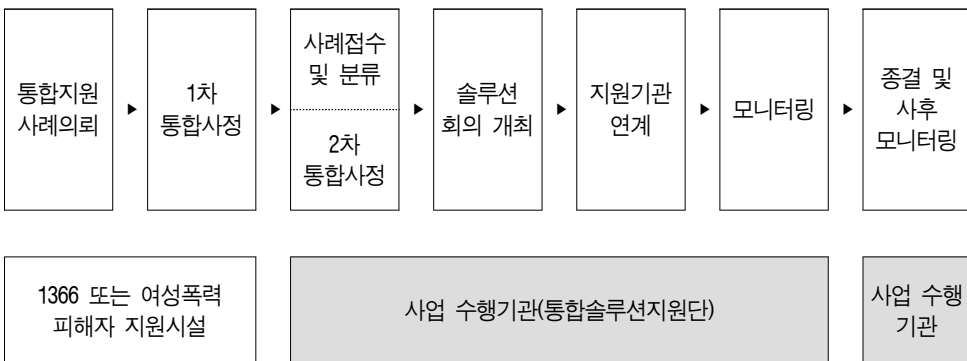 통합지원
사례의뢰
▶
1차
통합사정
▶
사례접수
및 분류
2차
통합사정
▶
솔루션
회의 개최
▶
지원기관
연계
▶
모니터링
▶
종결 및
사후
모니터링
1366 또는 여성폭력
피해자 지원시설
사업 수행기관(통합솔루션지원단)
사업 수행
기관